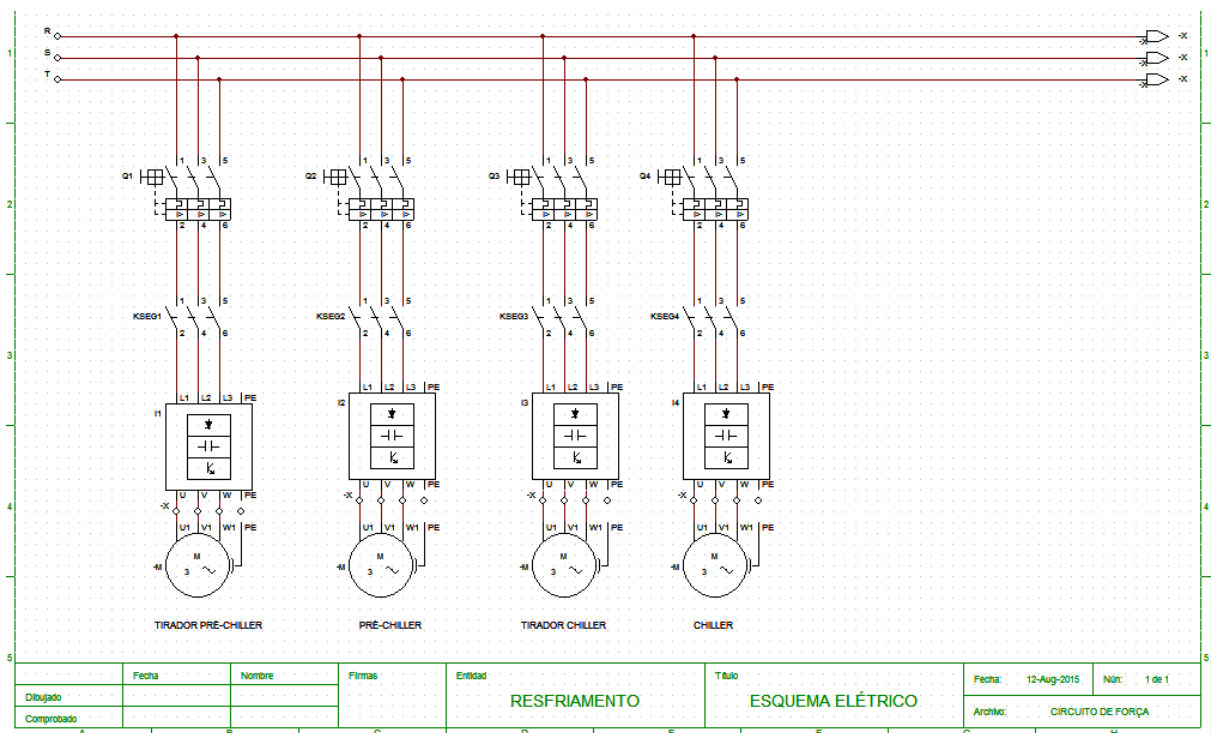 R -X
1 -X 1
S -X
-X
T -X
-X
1 3 5 1 3 5 1 3 5 1 3 5
Q1 Q2 Q3 Q4
2 I> I> I> I> I> I> I> I> I> I> I> I> 2
2 4 6 2 4 6 2 4 6 2 4 6
1 3 5 1 3 5 1 3 5 1 3 5
KSEG1 KSEG2 KSEG3 KSEG4
2 4 6 2 4 6 2 4 6 2 4 6
3 3
L1 L2 L3 PE L1 L2 L3 PE L1 L2 L3 PE L1 L2 L3 PE
I1 I2 I3 I4
U V W PE U V W PE U V W PE U V W PE
-X -X -X -X
4 4
U1 V1 W1 PE U1 V1 W1 PE U1 V1 W1 PE U1 V1 W1 PE
M M M M
-M 3 -M 3 -M 3 -M 3
TIRADOR PRÉ-CHILLER PRÉ-CHILLER TIRADOR CHILLER CHILLER
5 5
Fecha Nombre Firmas Entidad Título
Fecha: 12-Aug-2015 Nún: 1 de 1
Dibujado
RESFRIAMENTO ESQUEMA ELÉTRICO
Comprobado
Archivo: CIRCUITO DE FORÇA